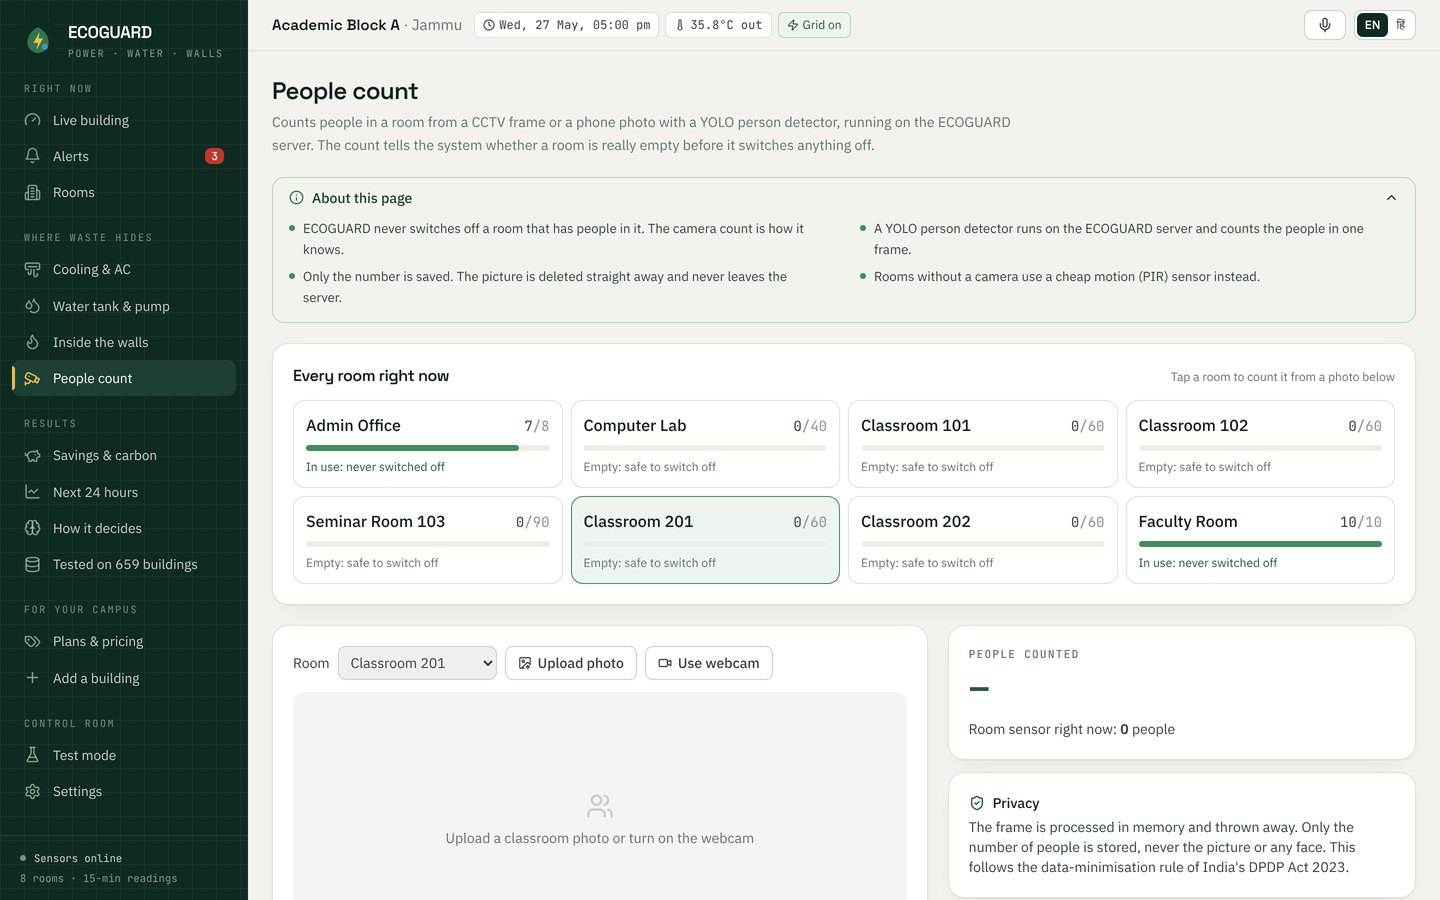 ECOGUARD
POWER · WATER · WALLS
RIGHT NOW
Live building
Alerts
3
Rooms
WHERE WASTE HIDES
Cooling & AC
Water tank & pump
Inside the walls
People count
RESULTS
Savings & carbon
Next 24 hours
How it decides
Tested on 659 buildings
FOR YOUR CAMPUS
Plans & pricing
Add a building
CONTROL ROOM
Test mode
Settings
Sensors online
8 rooms · 15-min readings
Academic Block A · Jammu
Wed, 27 May, 05:00 pm
35.8°C out
Grid on
EN
हिं
People count
Counts people in a room from a CCTV frame or a phone photo with a YOLO person detector, running on the ECOGUARD
server. The count tells the system whether a room is really empty before it switches anything off.
About this page
ECOGUARD never switches off a room that has people in it. The camera count is how it
knows.
A YOLO person detector runs on the ECOGUARD server and counts the people in one
frame.
Only the number is saved. The picture is deleted straight away and never leaves the
server.
Rooms without a camera use a cheap motion (PIR) sensor instead.
Every room right now
Tap a room to count it from a photo below
Admin Office 7/8
In use: never switched off
Computer Lab 0/40
Empty: safe to switch off
Classroom 101 0/60
Empty: safe to switch off
Classroom 102 0/60
Empty: safe to switch off
Seminar Room 103 0/90
Empty: safe to switch off
Classroom 201 0/60
Empty: safe to switch off
Classroom 202 0/60
Empty: safe to switch off
Faculty Room 10/10
In use: never switched off
Room
Classroom 201
Upload photo
Use webcam
Upload a classroom photo or turn on the webcam
PEOPLE COUNTED
–
Room sensor right now: 0 people
Privacy
The frame is processed in memory and thrown away. Only the
number of people is stored, never the picture or any face. This
follows the data-minimisation rule of India's DPDP Act 2023.